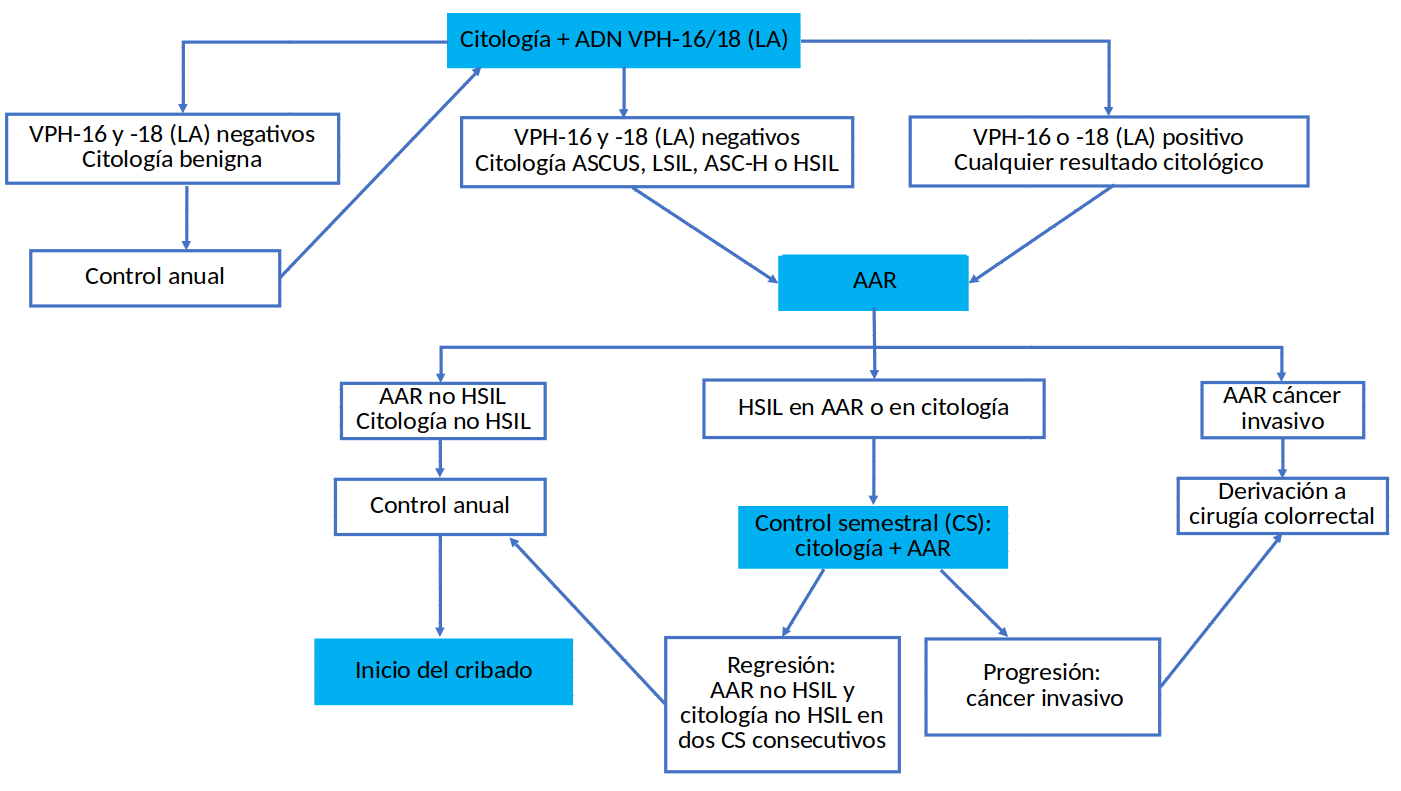 Citología + ADN VPH-16/18 (LA)
VPH-16 y -18 (LA) negativos
Citología benigna
VPH-16 y -18 (LA) negativos
Citología ASCUS, LSIL, ASC-H o HSIL
VPH-16 o -18 (LA) positivo
Cualquier resultado citológico
Control anual
AAR
AAR no HSIL
Citología no HSIL
HSIL en AAR o en citología
AAR cáncer
invasivo
Control anual
Control semestral (CS):
citología + AAR
Derivación a
cirugía colorrectal
Inicio del cribado
Regresión:
AAR no HSIL y
citología no HSIL en
dos CS consecutivos
Progresión:
cáncer invasivo